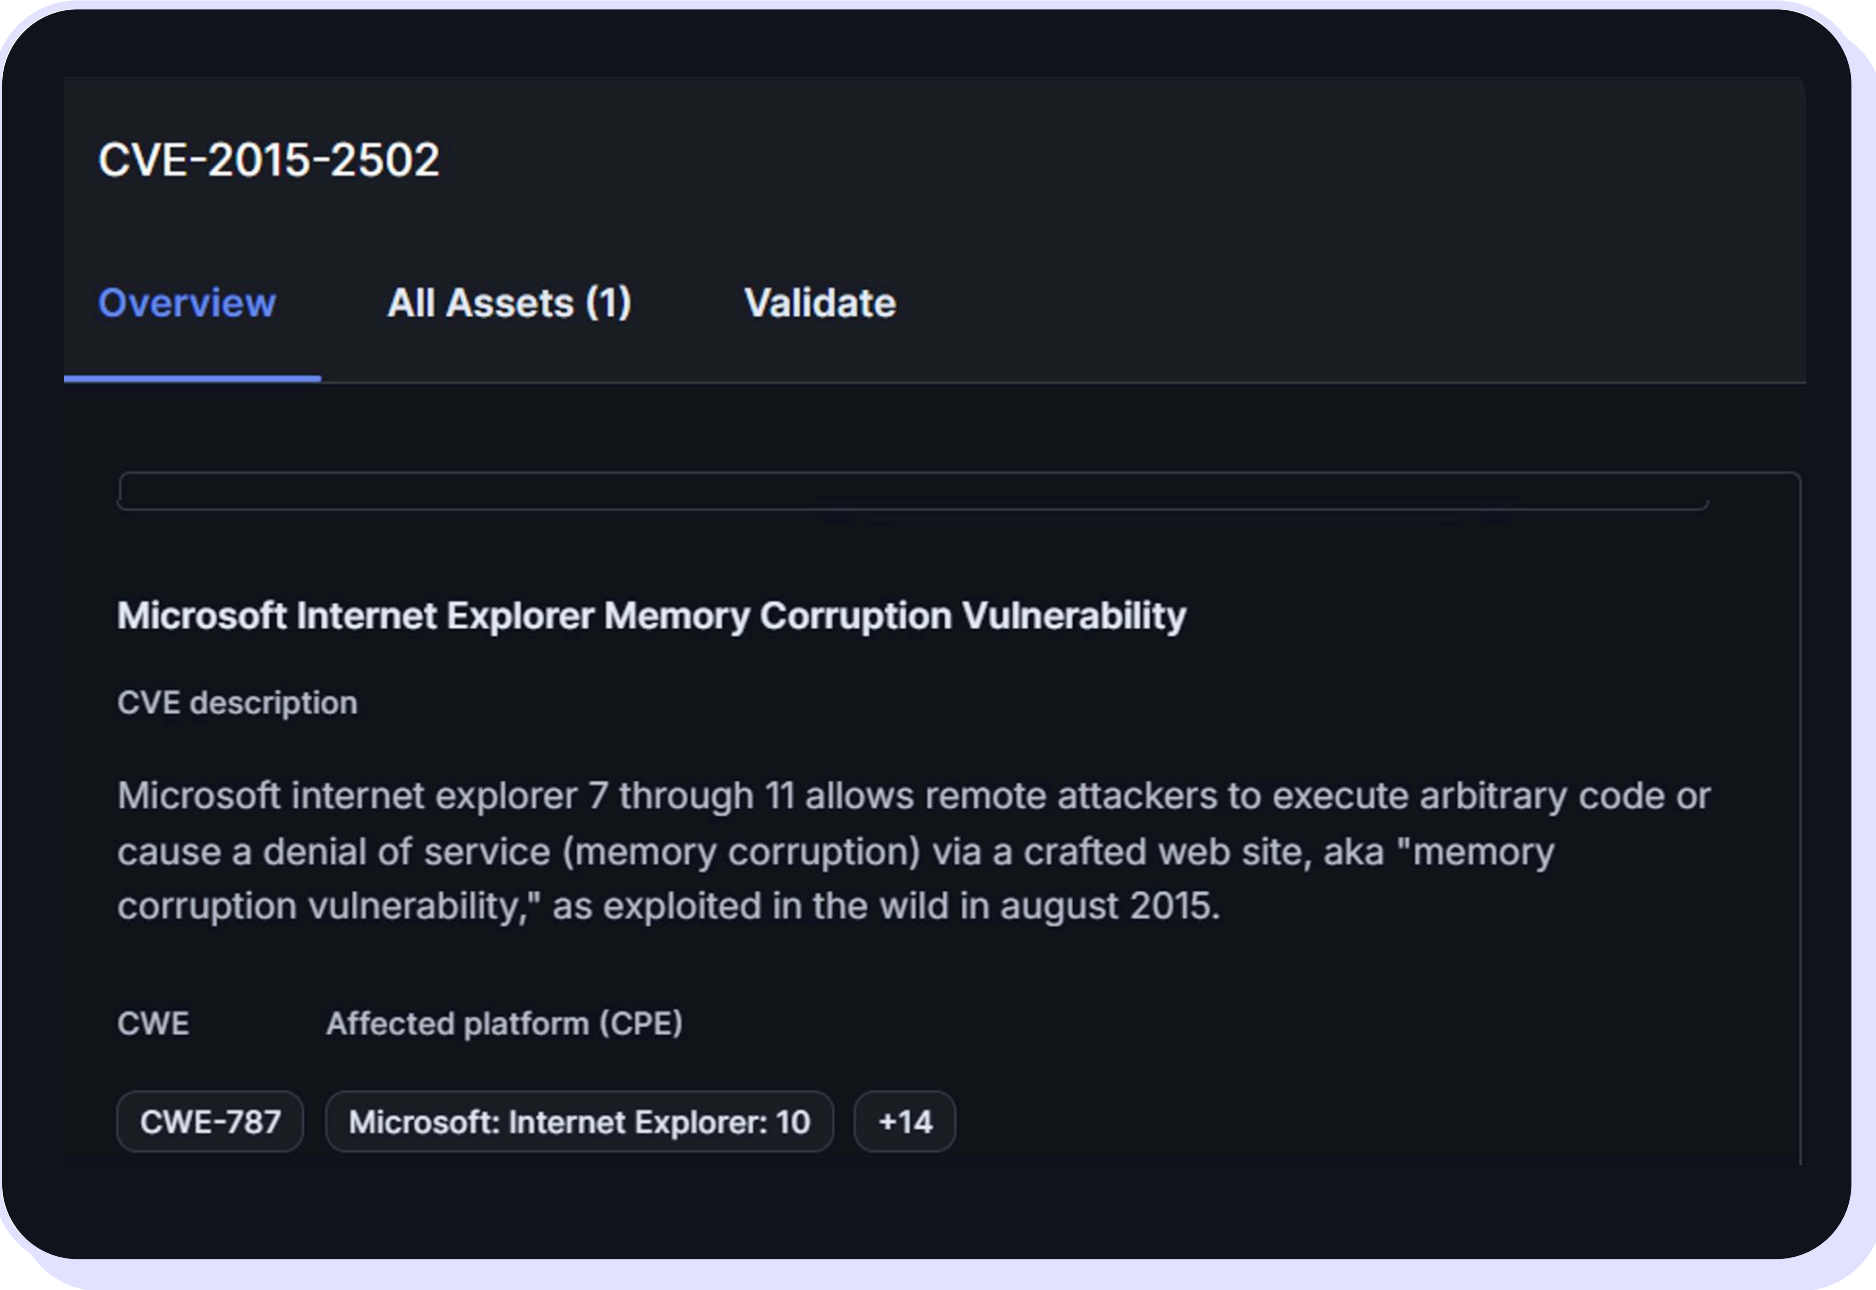 CVE-2015-2502
Overview All Assets (1) Validate
Microsoft Internet Explorer Memory Corruption Vulnerability
CVE description
Microsoft internet explorer 7 through 11 allows remote attackers to execute arbitrary code or
cause a denial of service (memory corruption) via a crafted web site, aka "memory
corruption vulnerability," as exploited in the wild in august 2015.
CWE Affected platform (CPE)
CWE-787 Microsoft: Internet Explorer: 10 +14